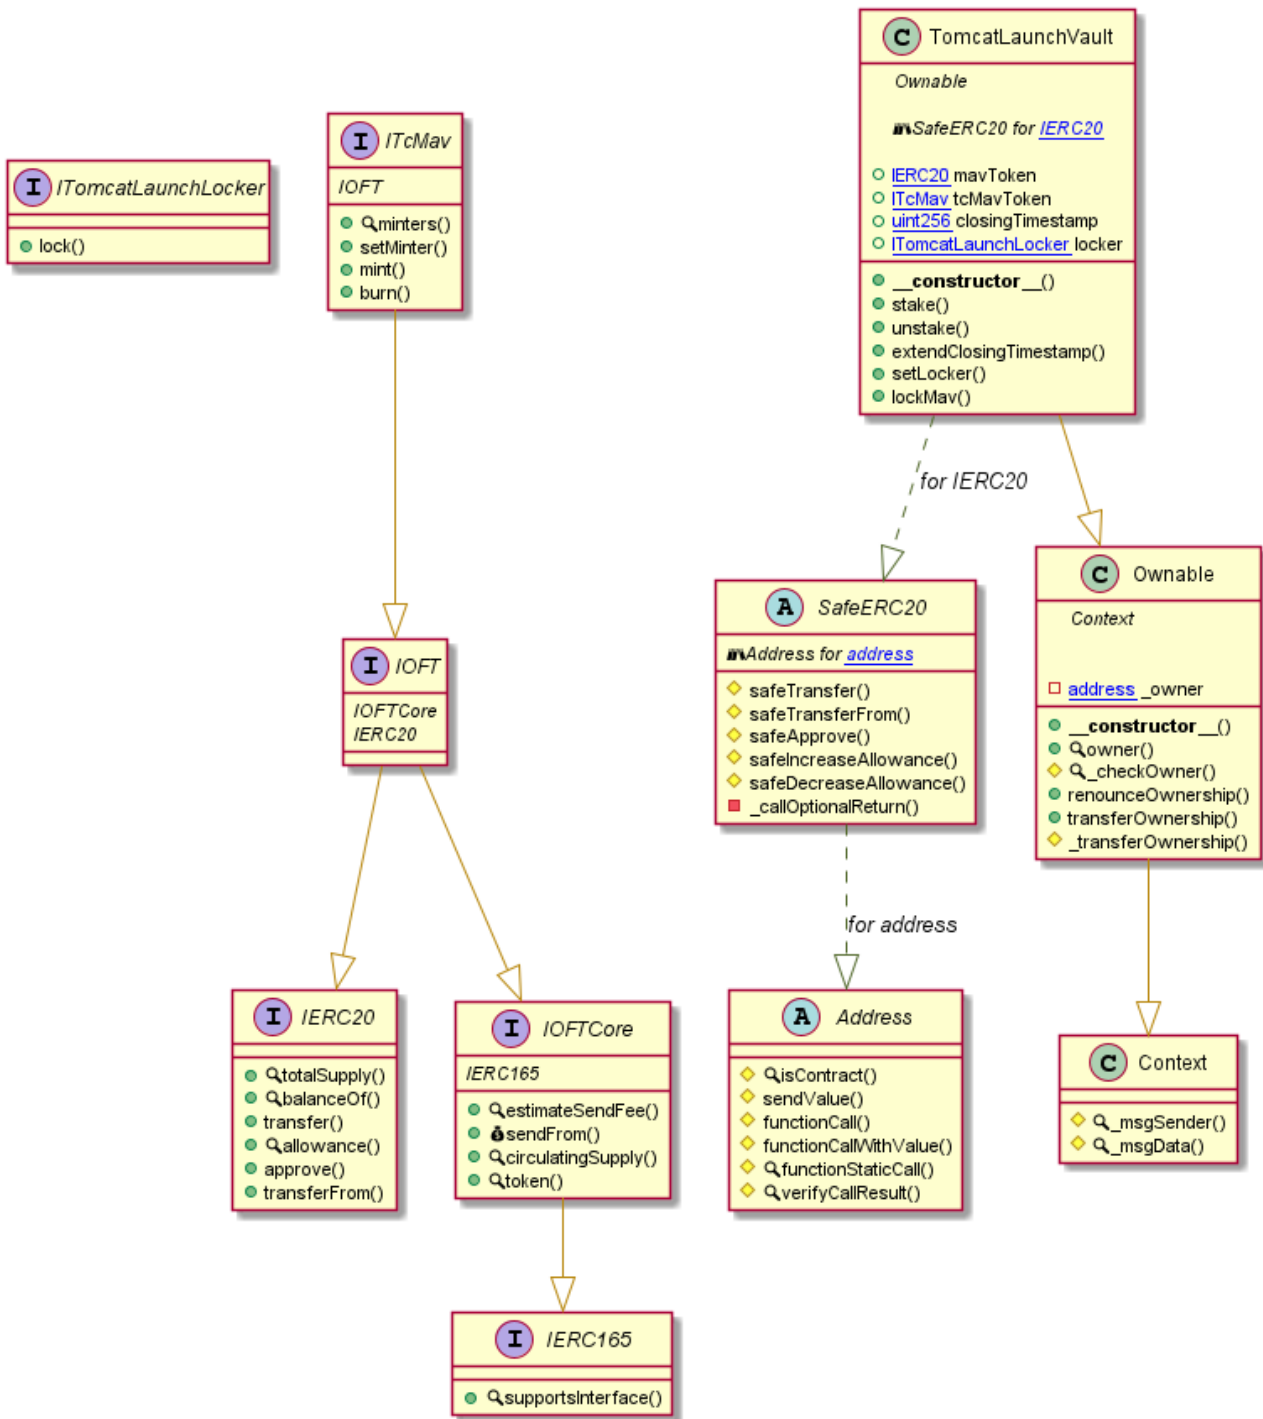 I ITomcatLaunchLocker
lock()
I ITcMav
IOFT
minters()
setMinter()
mint()
burn()
C TomcatLaunchVault
Ownable
SafeERC20 for IERC20
IERC20 mavToken
ITcMav tcMavToken
uint256 closingTimestamp
ITomcatLaunchLocker locker
__constructor__()
stake()
unstake()
extendClosingTimestamp()
setLocker()
lockMav()
for IERC20
I IOFT
IOFTCore
IERC20
A SafeERC20
Address for address
safeTransfer()
safeTransferFrom()
safeApprove()
safeIncreaseAllowance()
safeDecreaseAllowance()
_callOptionalReturn()
C Ownable
Context
address _owner
__constructor__()
owner()
_checkOwner()
renounceOwnership()
transferOwnership()
_transferOwnership()
for address
I IERC20
totalSupply()
balanceOf()
transfer()
allowance()
approve()
transferFrom()
I IOFTCore
IERC165
estimateSendFee()
sendFrom()
circulatingSupply()
token()
A Address
isContract()
sendValue()
functionCall()
functionCallWithValue()
functionStaticCall()
verifyCallResult()
C Context
_msgSender()
_msgData()
I IERC165
supportsInterface()